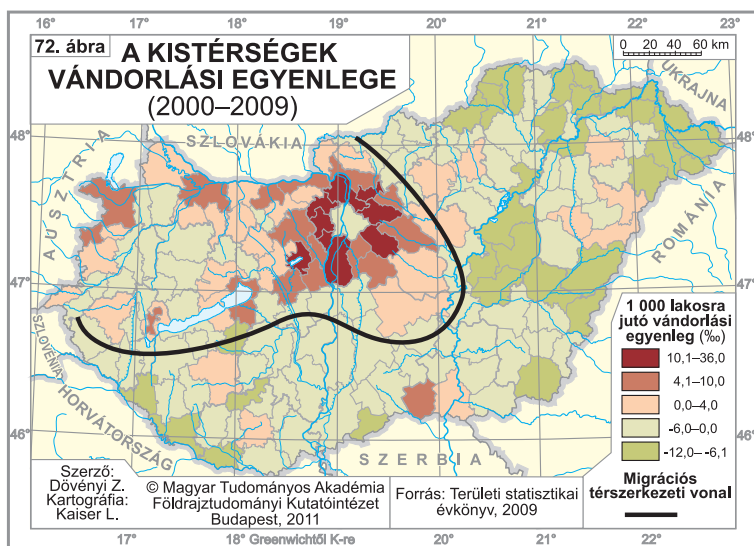 16° 17° 18° 19° 20° 21° 22° 23°
72. ábra
A KISTÉRSÉGEK
VÁNDORLÁSI EGYENLEGE
(2000–2009)
0 20 40 60 km
UKRAJNA
48° 48°
SZLOVÁKIA
AUSZTRIA
ROMÁNIA
47° 47°
SZLOVÉNIA
HORVÁTORSZÁG
SZERBIA
46° 46°
1 000 lakosra
jutó vándorlási
egyenleg (‰)
10,1–36,0
4,1–10,0
0,0–4,0
-6,0–0,0
-12,0– -6,1
Migrációs
térszerkezeti vonal
Szerző:
Dövényi Z.
Kartográfia:
Kaiser L.
© Magyar Tudományos Akadémia
Földrajztudományi Kutatóintézet
Budapest, 2011
Forrás: Területi statisztikai
évkönyv, 2009
17° 18° Greenwichtől K-re 19° 20° 21° 22°